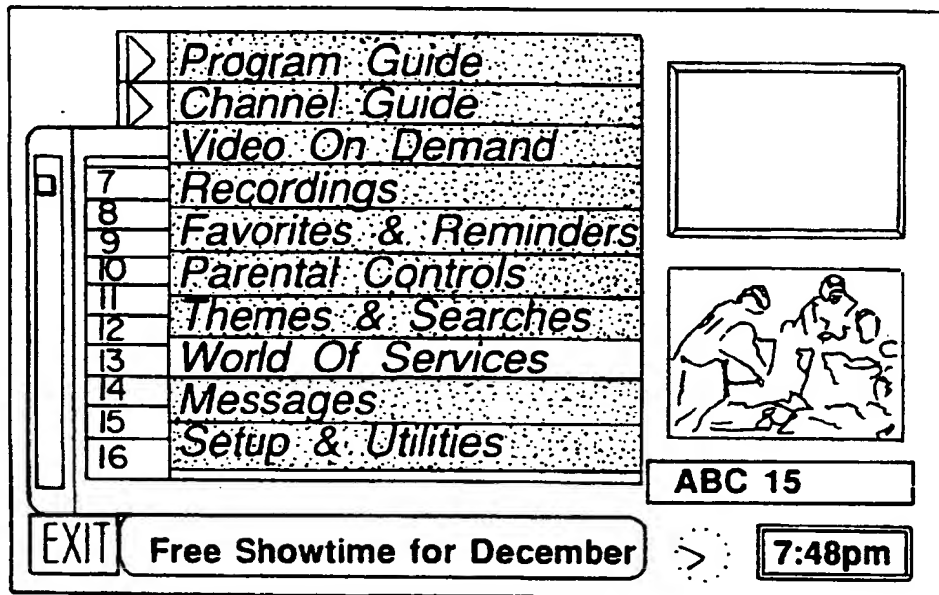 Program Guide
Channel Guide
Video On Demand
7 Recordings
8
9 Favorites & Reminders
10 Parental Controls
11
12 Themes & Searches
13 World Of Services
14 Messages
15 Setup & Utilities
16
ABC 15
EXIT Free Showtime for December 7:48pm